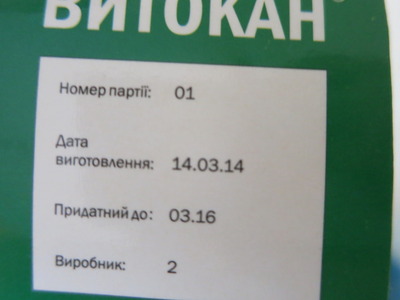 ВИТОКАН®
Номер партії: 01
Дата
виготовлення: 14.03.14
Придатний до: 03.16
Виробник: 2